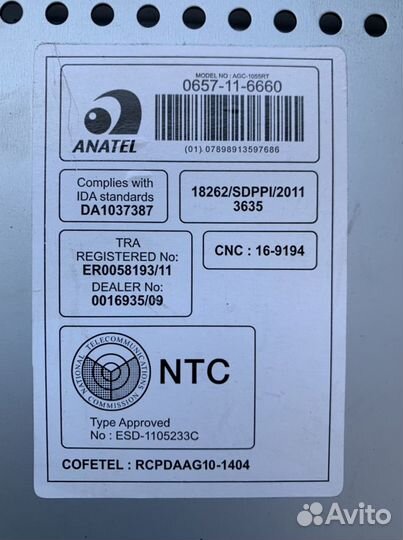 MODEL NO : AGC-1055RT
0657-11-6660
ANATEL
(01) 07898913597686
Complies with
IDA standards
DA1037387
18262/SDPPI/2011
3635
TRA
REGISTERED No:
ER0058193/11
DEALER No:
0016935/09
CNC : 16-9194
NATIONAL TELECOMMUNICATIONS COMMISSION
NTC
Type Approved
No : ESD-1105233C
COFETEL : RCPDAAG10-1404
Avito